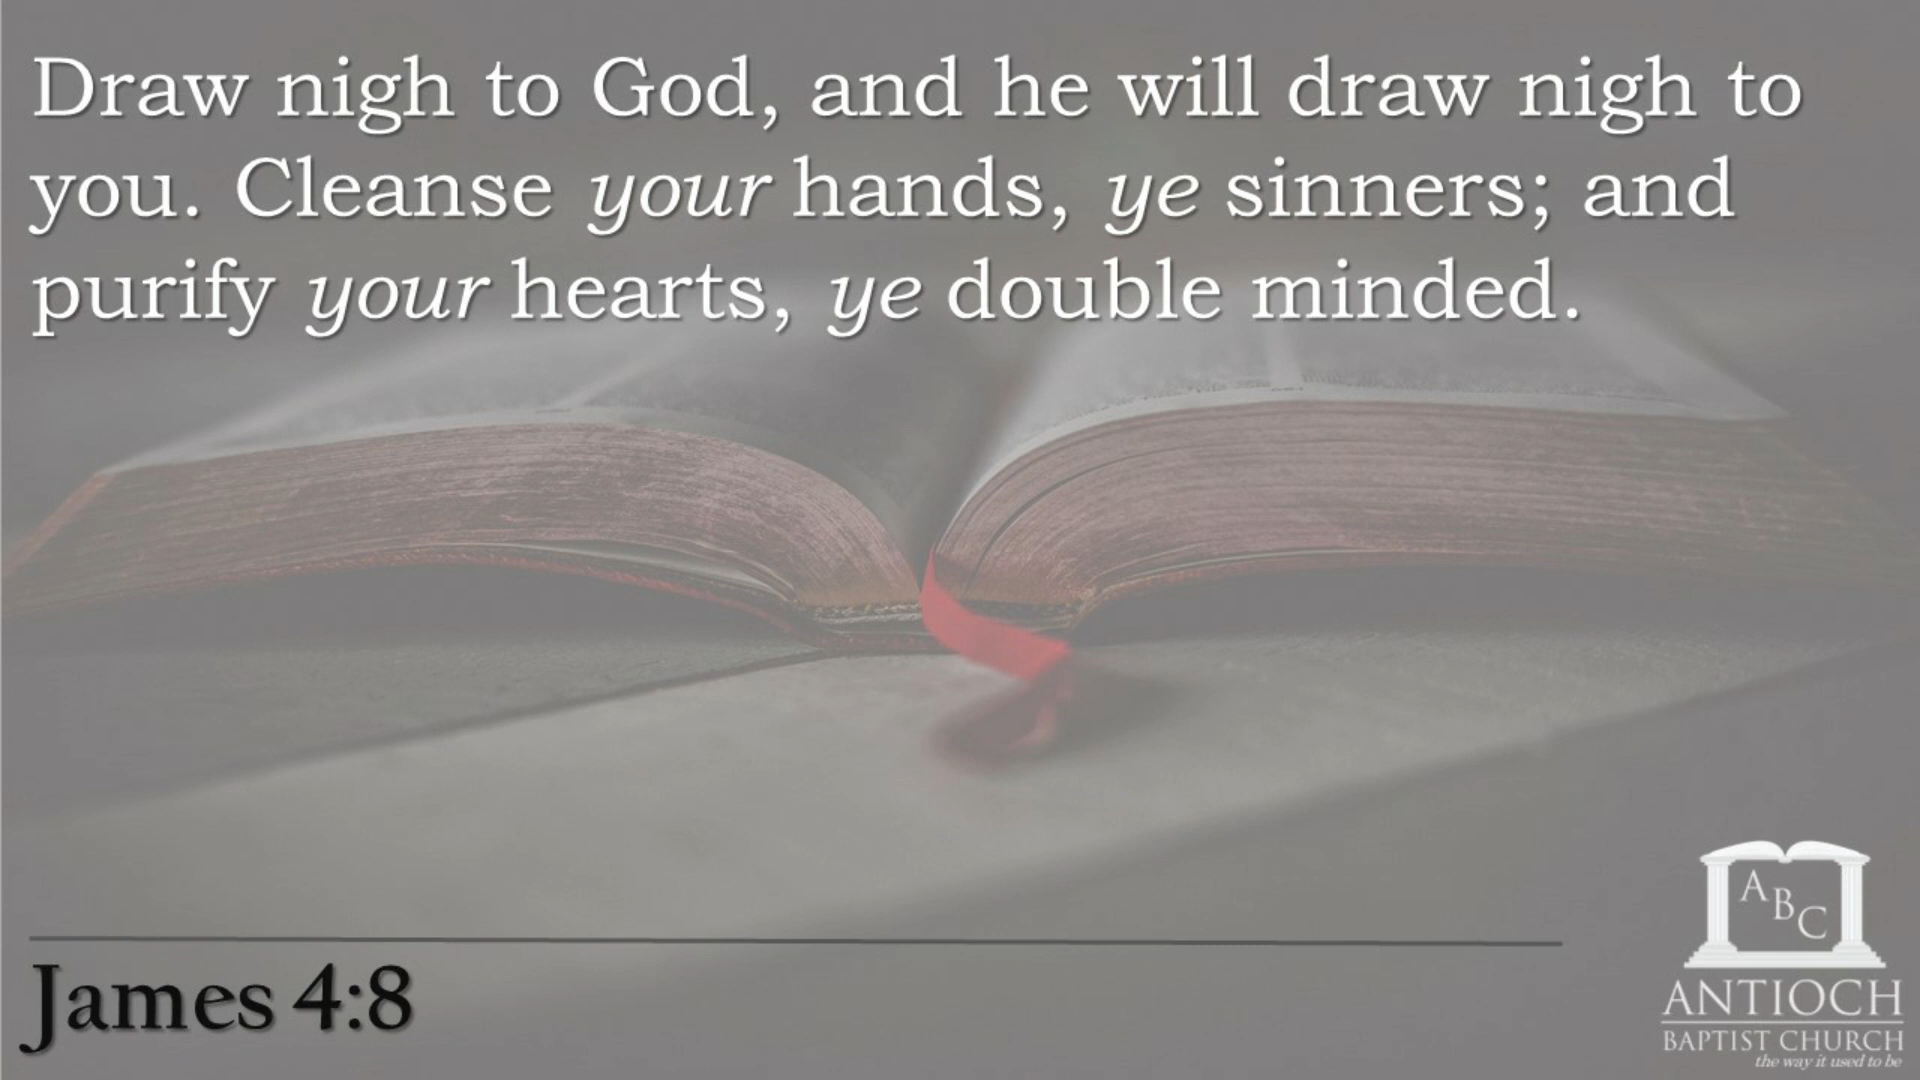 Draw nigh to God, and he will draw nigh to
you. Cleanse your hands, ye sinners; and
purify your hearts, ye double minded.
James 4:8
A B C
ANTIOCH
BAPTIST CHURCH
the way it used to be